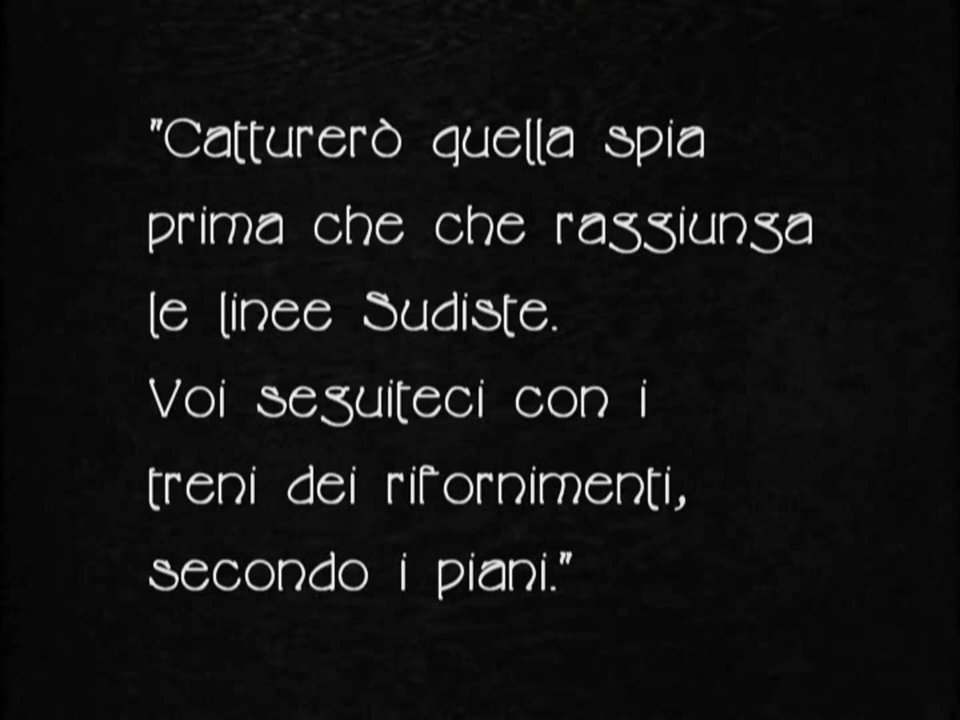 "Catturerò quella spia
prima che che raggiunga
le linee Sudiste.
Voi seguiteci con i
treni dei rifornimenti,
secondo i piani."